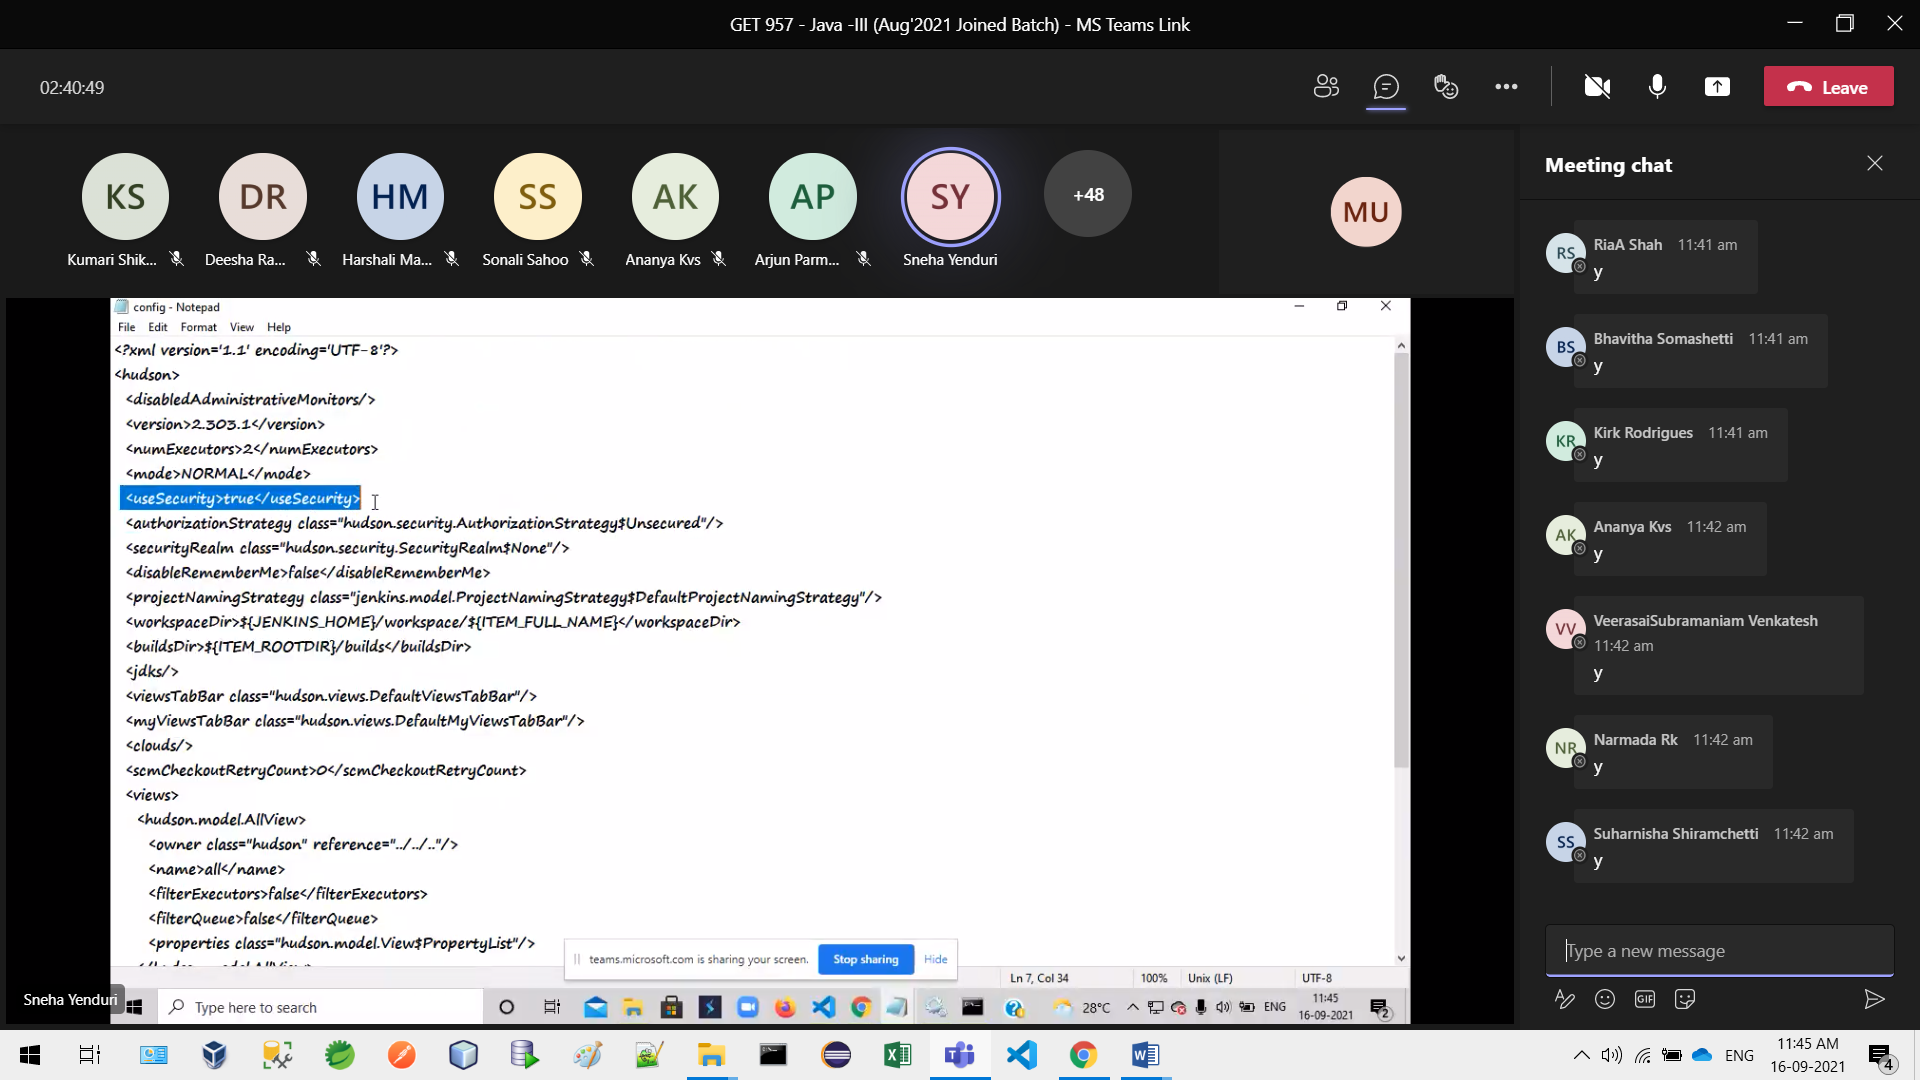 GET 957 - Java -III (Aug'2021 Joined Batch) - MS Teams Link
02:40:49
Leave
KS
DR
HM
SS
AK
AP
SY
+48
MU
Kumari Shik...
Deesha Ra...
Harshali Ma...
Sonali Sahoo
Ananya Kvs
Arjun Parm...
Sneha Yenduri
config - Notepad
File Edit Format View Help
<?xml version='1.1' encoding='UTF-8'?>
<hudson>
<disabledAdministrativeMonitors/>
<version>2.303.1</version>
<numExecutors>2</numExecutors>
<mode>NORMAL</mode>
<useSecurity>true</useSecurity>
<authorizationStrategy class="hudson.security.AuthorizationStrategy$Unsecured"/>
<securityRealm class="hudson.security.SecurityRealm$None"/>
<disableRememberMe>false</disableRememberMe>
<projectNamingStrategy class="jenkins.model.ProjectNamingStrategy$DefaultProjectNamingStrategy"/>
<workspaceDir>${JENKINS_HOME}/workspace/${ITEM_FULL_NAME}</workspaceDir>
<buildsDir>${ITEM_ROOTDIR}/builds</buildsDir>
<jdks/>
<viewsTabBar class="hudson.views.DefaultViewsTabBar"/>
<myViewsTabBar class="hudson.views.DefaultMyViewsTabBar"/>
<clouds/>
<scmCheckoutRetryCount>0</scmCheckoutRetryCount>
<views>
<hudson.model.AllView>
<owner class="hudson" reference="../../.."/>
<name>all</name>
<filterExecutors>false</filterExecutors>
<filterQueue>false</filterQueue>
<properties class="hudson.model.View$PropertyList"/>
teams.microsoft.com is sharing your screen.
Stop sharing
Hide
Ln 7, Col 34
100%
Unix (LF)
UTF-8
Sneha Yenduri
Type here to search
28°C
ENG
11:45
16-09-2021
2
Meeting chat
RS
RiaA Shah 11:41 am
y
BS
Bhavitha Somashetti 11:41 am
y
KR
Kirk Rodrigues 11:41 am
y
AK
Ananya Kvs 11:42 am
y
VV
VeerasaiSubramaniam Venkatesh
11:42 am
y
NR
Narmada Rk 11:42 am
y
SS
Suharnisha Shiramchetti 11:42 am
y
Type a new message
GIF
ENG
11:45 AM
16-09-2021
4